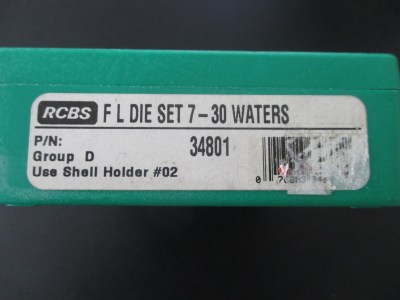 RCBS F L DIE SET 7-30 WATERS
P/N: 34801
Group D
Use Shell Holder #02